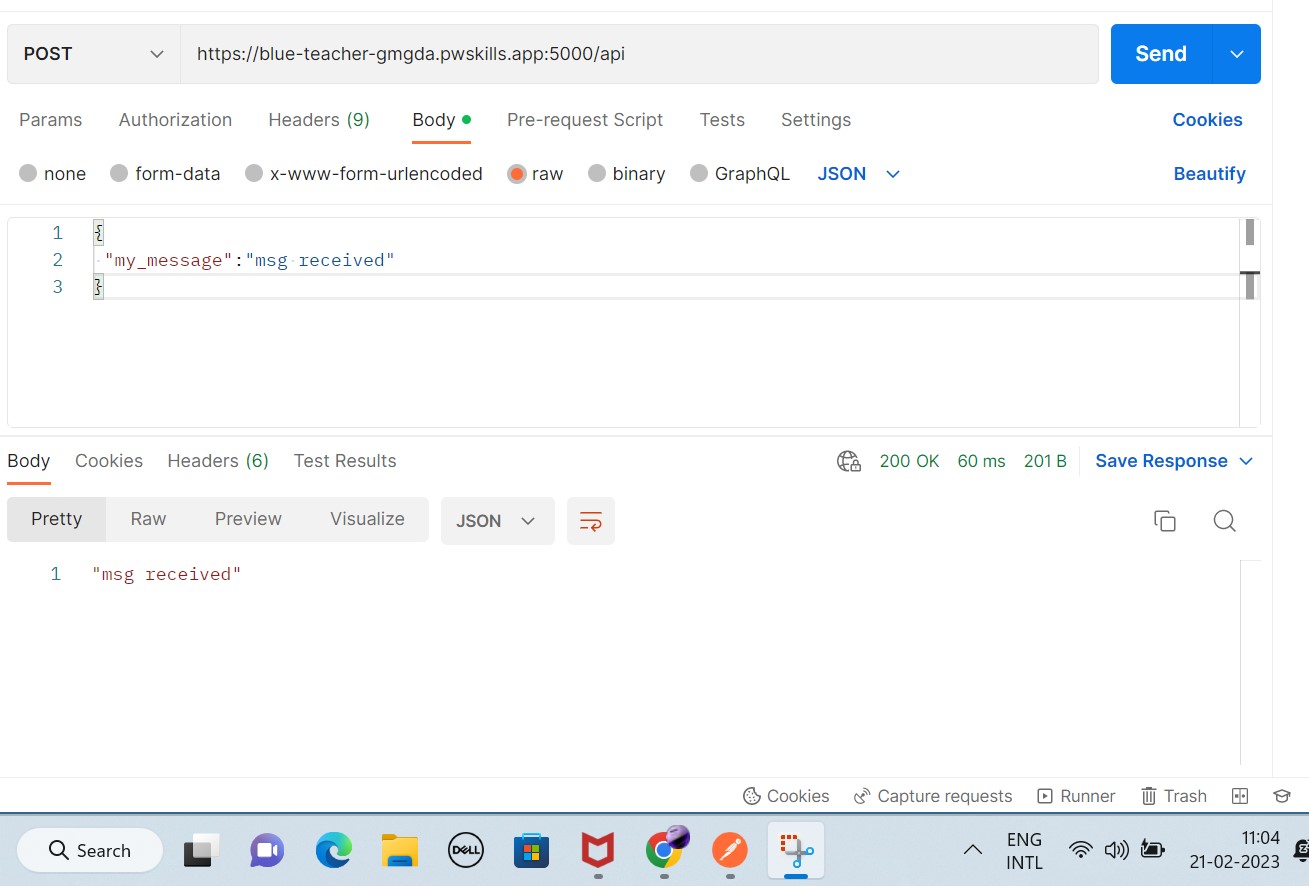 POST https://blue-teacher-gmgda.pwskills.app:5000/api Send
Params Authorization Headers (9) Body Pre-request Script Tests Settings Cookies
none form-data x-www-form-urlencoded raw binary GraphQL JSON Beautify
1 {
2 "my_message":"msg received"
3 }
Body Cookies Headers (6) Test Results 200 OK 60 ms 201 B Save Response
Pretty Raw Preview Visualize JSON
1 "msg received"
Cookies Capture requests Runner Trash
Search DELL ENG 11:04
INTL 21-02-2023